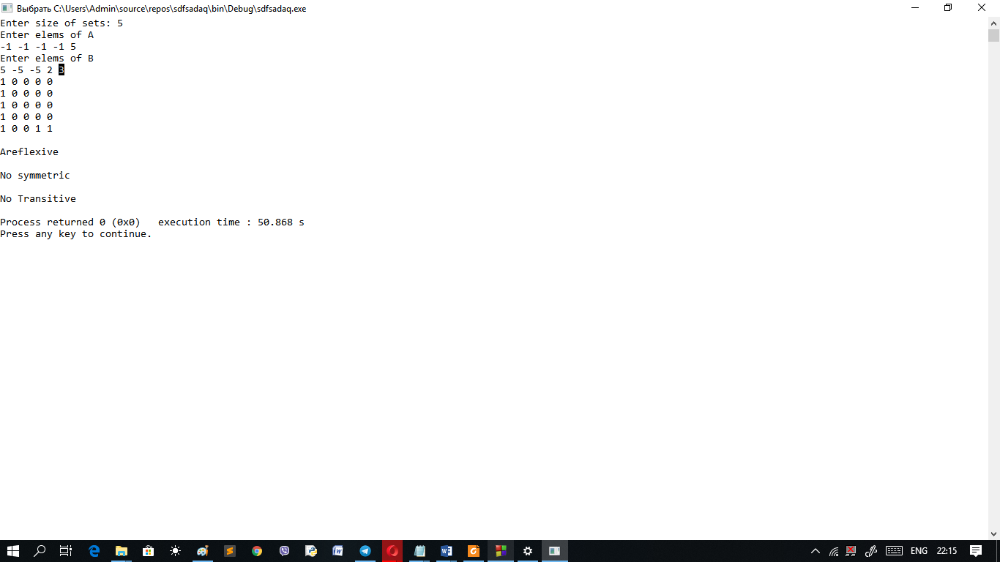 Выбрать C:\Users\Admin\source\repos\sdfsadaq\bin\Debug\sdfsadaq.exe
Enter size of sets: 5
Enter elems of A
-1 -1 -1 -1 5
Enter elems of B
5 -5 -5 2 3
1 0 0 0 0
1 0 0 0 0
1 0 0 0 0
1 0 0 0 0
1 0 0 1 1
Areflexive
No symmetric
No Transitive
Process returned 0 (0x0)   execution time : 50.868 s
Press any key to continue.
ENG 22:15